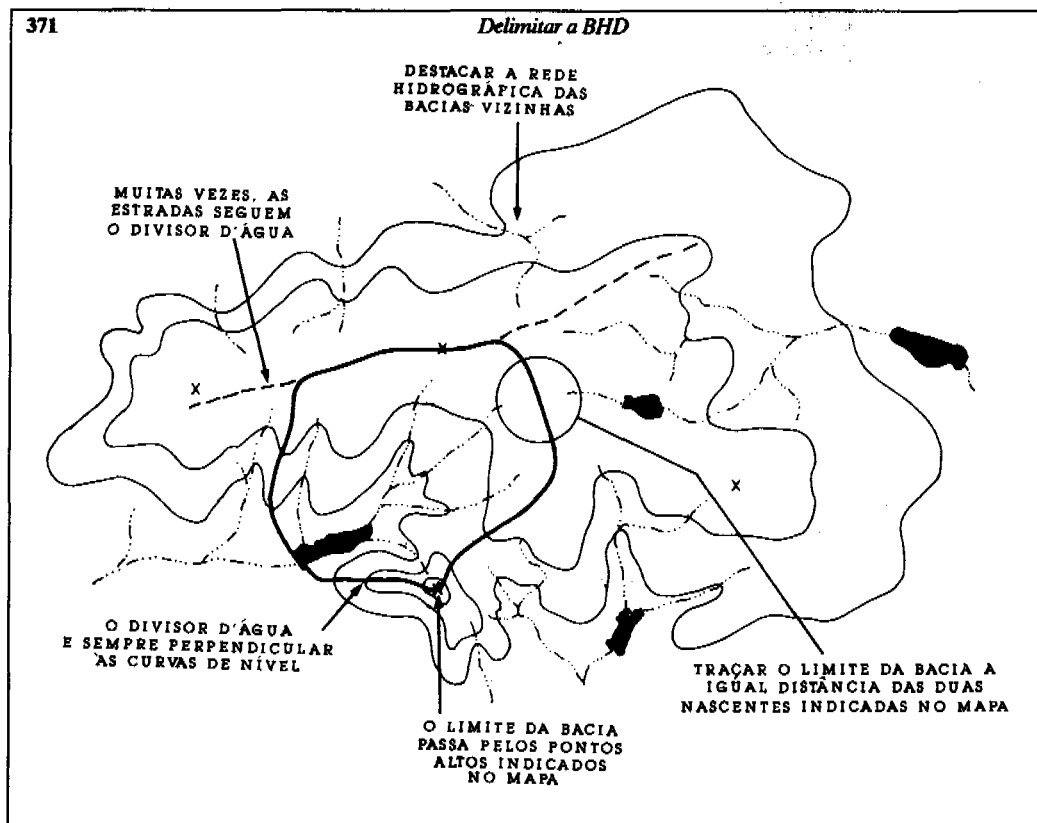 371
Delimitar a BHD
DESTACAR A REDE
HIDROGRÁFICA DAS
BACIAS VIZINHAS
MUITAS VEZES, AS
ESTRADAS SEGUEM
O DIVISOR D'ÁGUA
X
X
X
O DIVISOR D'ÁGUA
E SEMPRE PERPENDICULAR
ÀS CURVAS DE NÍVEL
TRAÇAR O LIMITE DA BACIA A
IGUAL DISTÂNCIA DAS DUAS
NASCENTES INDICADAS NO MAPA
O LIMITE DA BACIA
PASSA PELOS PONTOS
ALTOS INDICADOS
NO MAPA